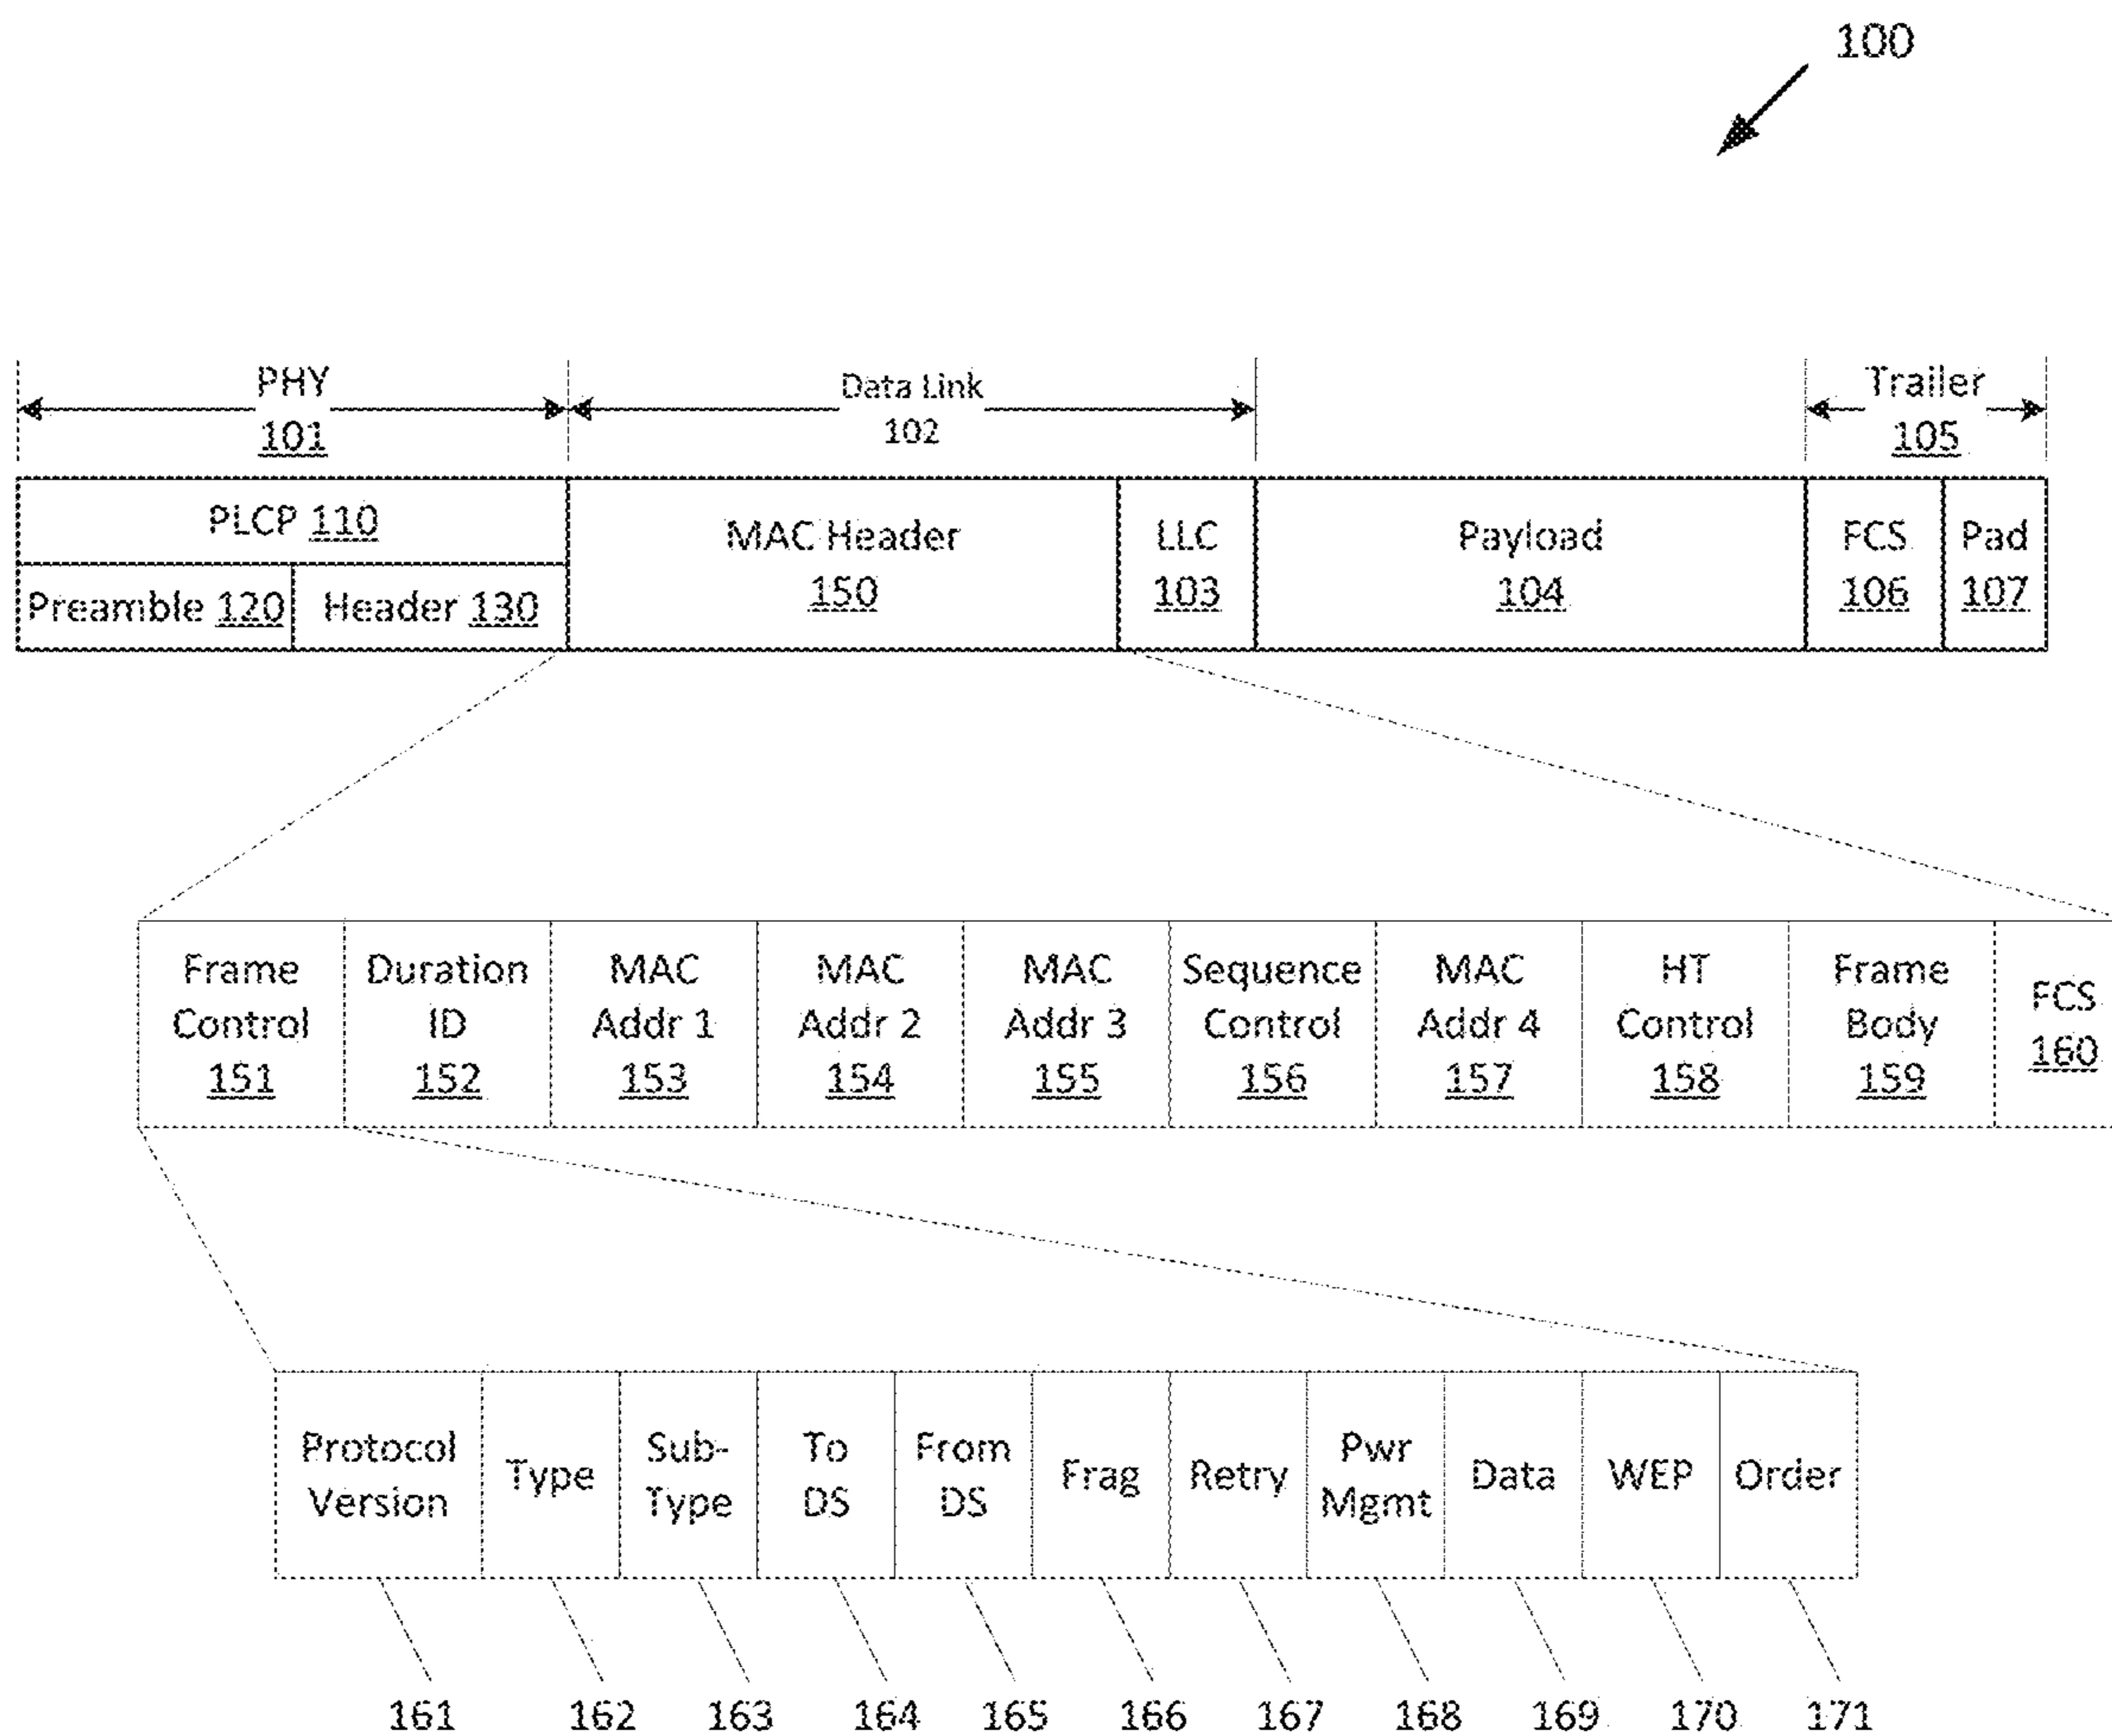 100
PHY
101
Data Link
102
Trailer
105
PLCP 110
Preamble 120
Header 130
MAC Header
150
LLC
103
Payload
104
FCS
106
Pad
107
Frame
Control
151
Duration
ID
152
MAC
Addr 1
153
MAC
Addr 2
154
MAC
Addr 3
155
Sequence
Control
156
MAC
Addr 4
157
HT
Control
158
Frame
Body
159
FCS
160
Protocol
Version
Type
Sub-
Type
To
DS
From
DS
Frag
Retry
Pwr
Mgmt
Data
WEP
Order
161
162
163
164
165
166
167
168
169
170
171